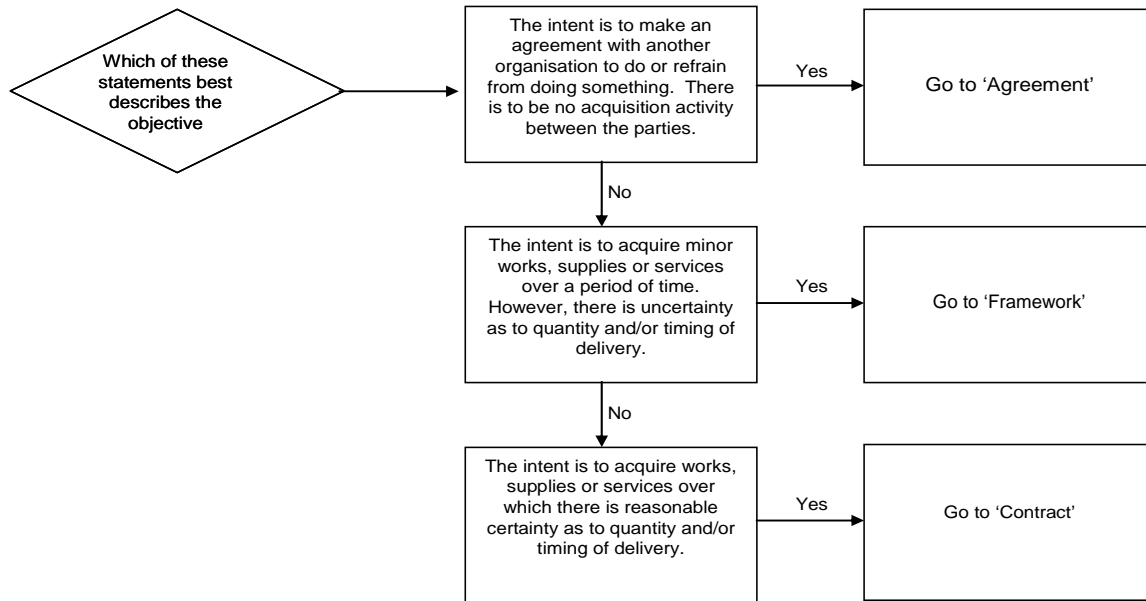 Which of these
statements best
describes the
objective
The intent is to make an
agreement with another
organisation to do or refrain
from doing something.  There
is to be no acquisition activity
between the parties.
Yes
Go to ‘Agreement’
No
The intent is to acquire minor
works, supplies or services
over a period of time.
However, there is uncertainty
as to quantity and/or timing of
delivery.
Yes
Go to ‘Framework’
No
The intent is to acquire works,
supplies or services over
which there is reasonable
certainty as to quantity and/or
timing of delivery.
Yes
Go to ‘Contract’